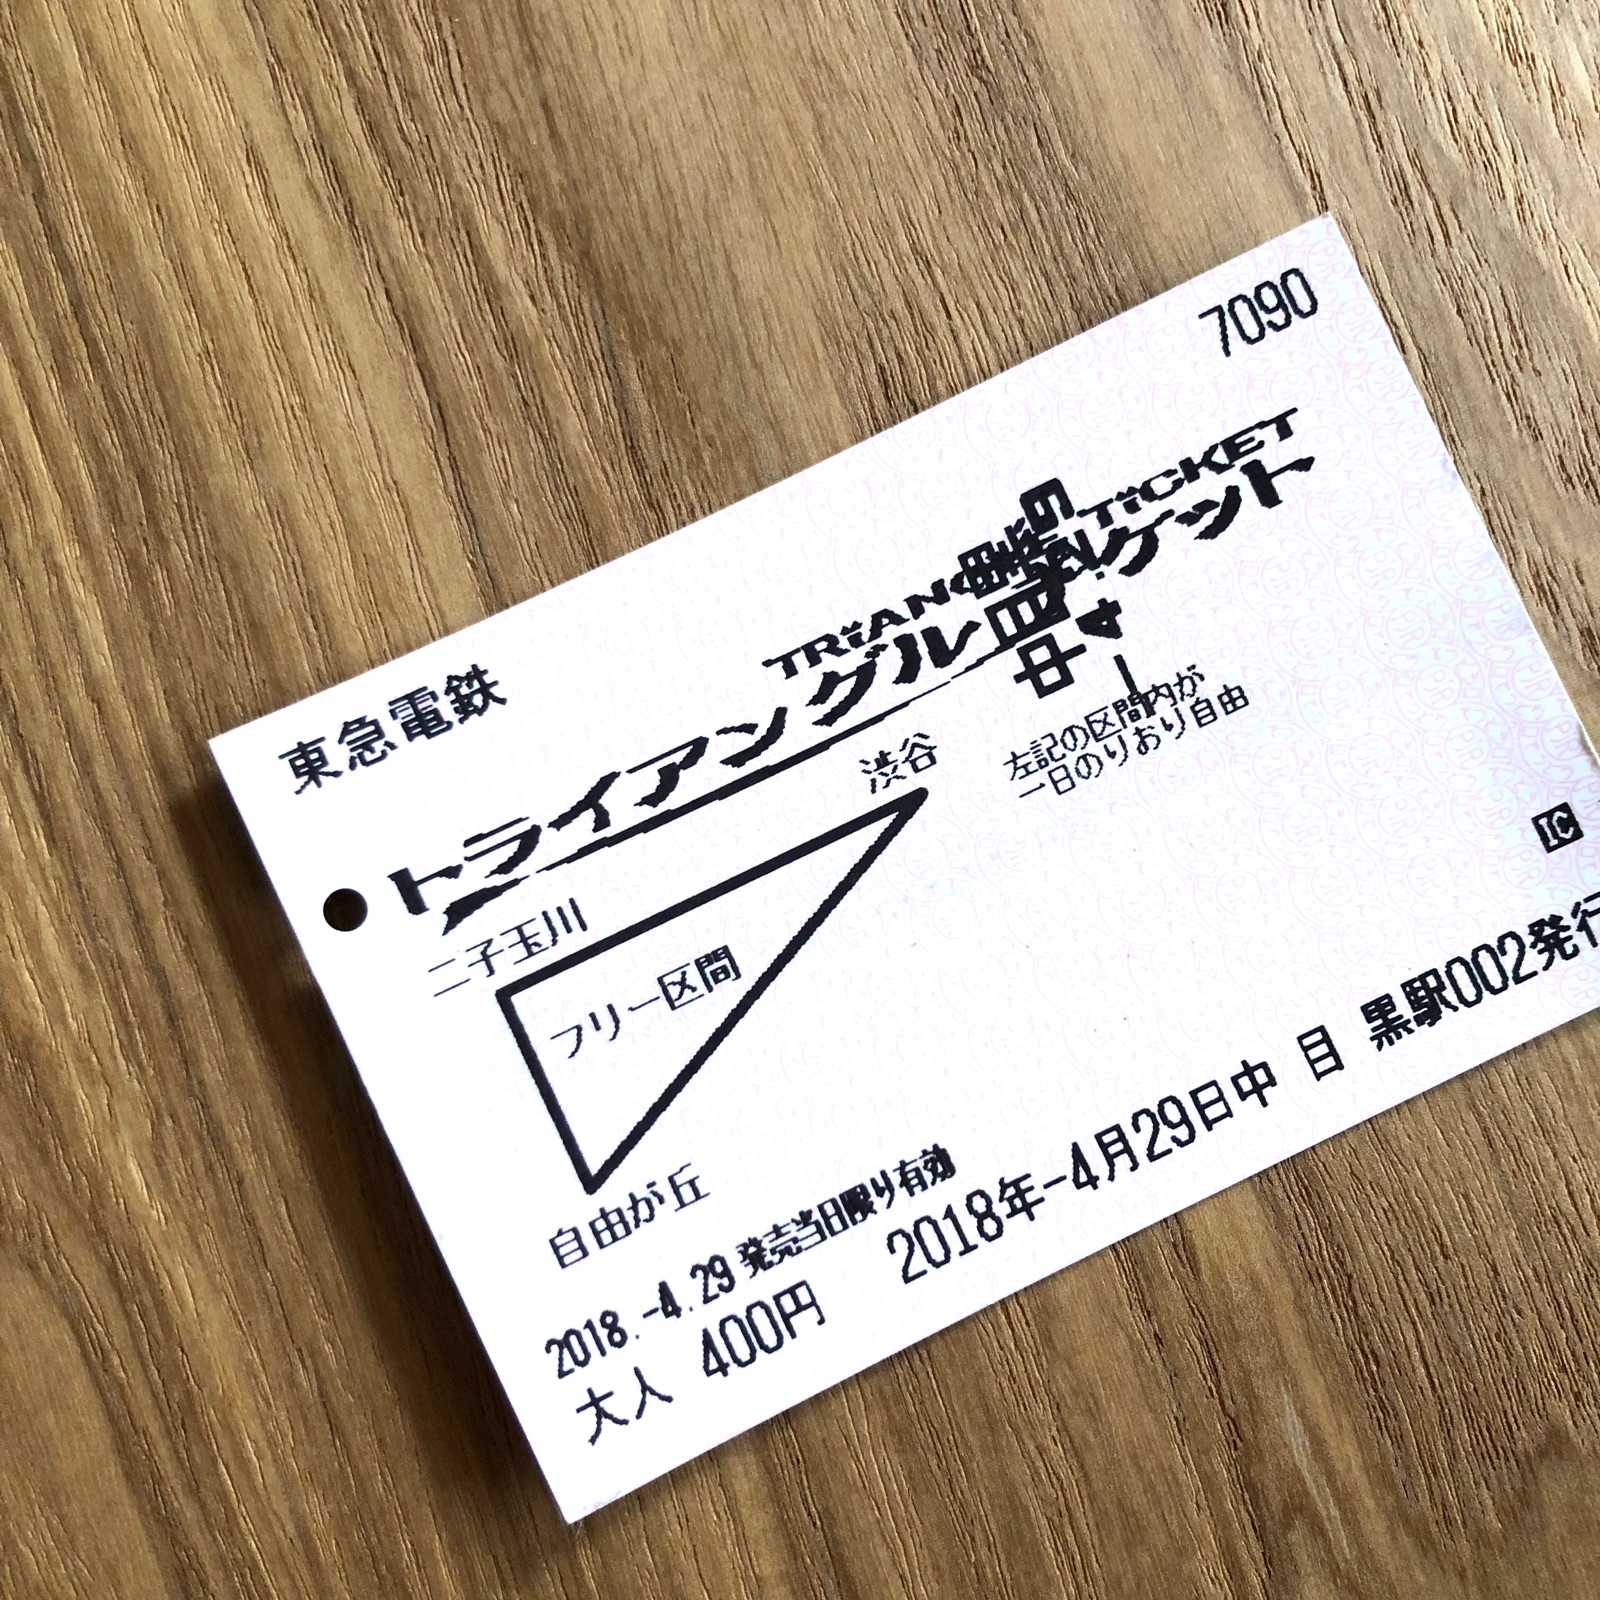 7090
東急電鉄
TRiANGLE TiCKET
トライアングルチケット
渋谷
左記の区間内が
一日のりおり自由
二子玉川
フリー区間
自由が丘
IC
2018.-4.29 発売当日限り有効
大人 400円 2018年-4月29日中 目 黒駅002発行